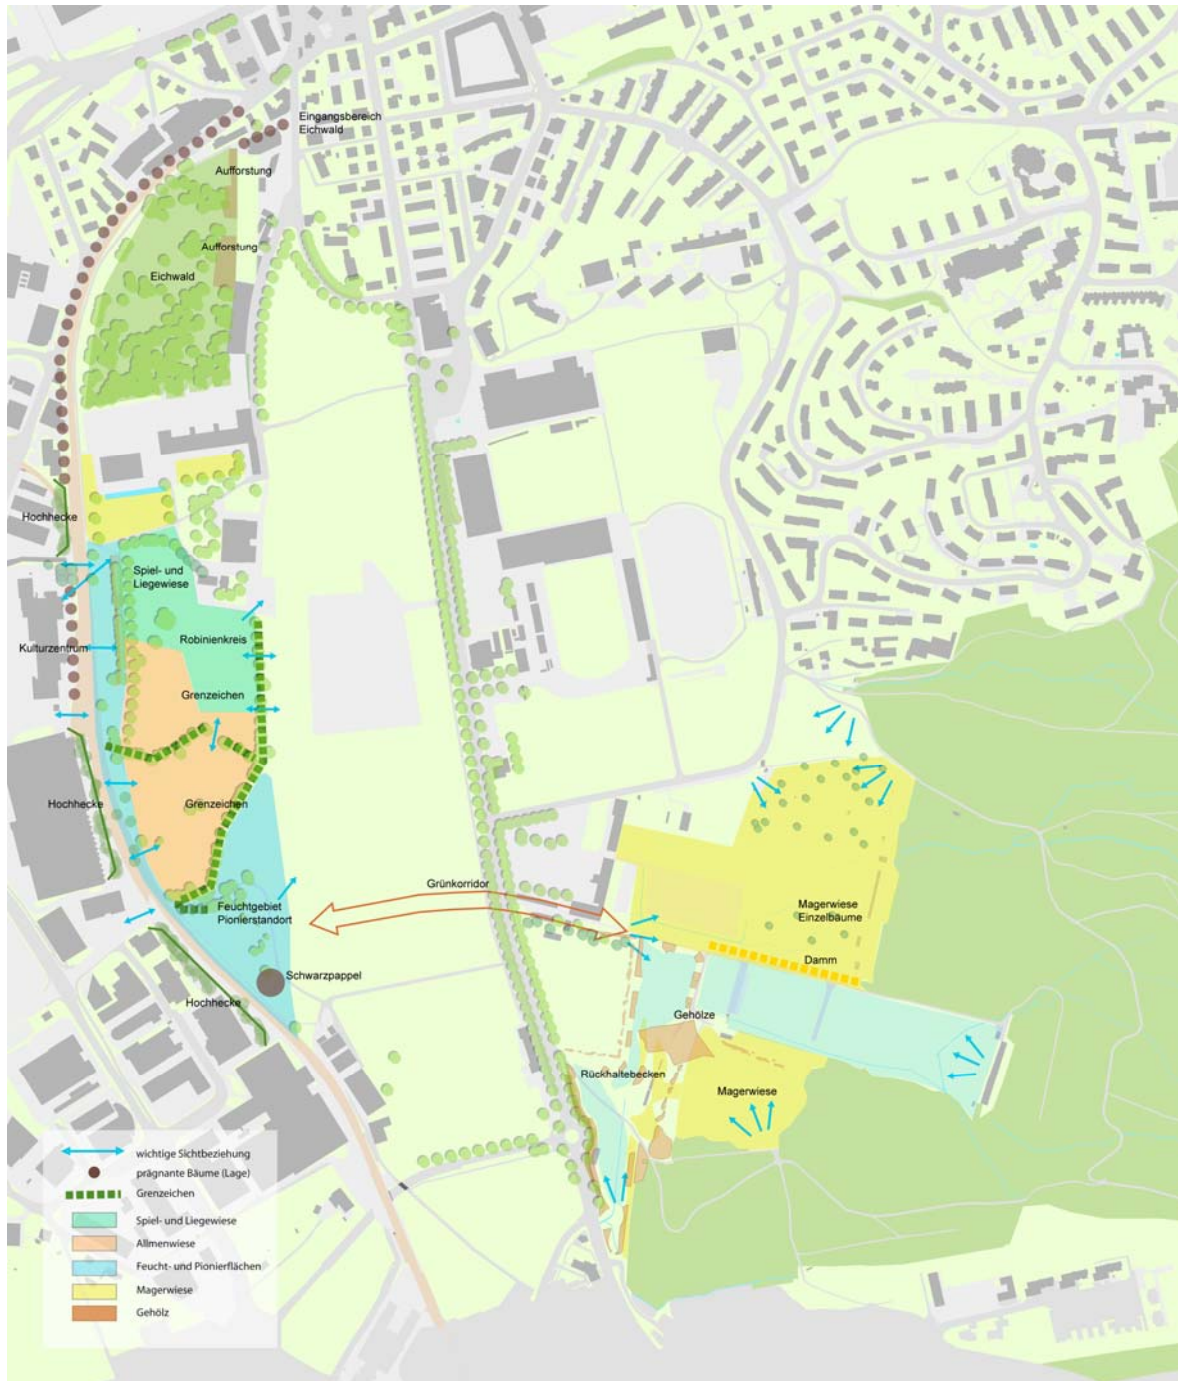 Eingangsbereich
Eichwald
Aufforstung
Aufforstung
Eichwald
Hochhecke
Spiel- und
Liegewiese
Robinienkreis
Kulturzentrum
Grenzeichen
Hochhecke
Grenzeichen
Grünkorridor
Feuchtgebiet
Pionierstandort
Magerwiese
Einzelbäume
Damm
Schwarzpappel
Hochhecke
Gehölze
Rückhaltebecken
Magerwiese
wichtige Sichtbeziehung
prägnante Bäume (Lage)
Grenzeichen
Spiel- und Liegewiese
Allmenwiese
Feucht- und Pionierflächen
Magerwiese
Gehölz